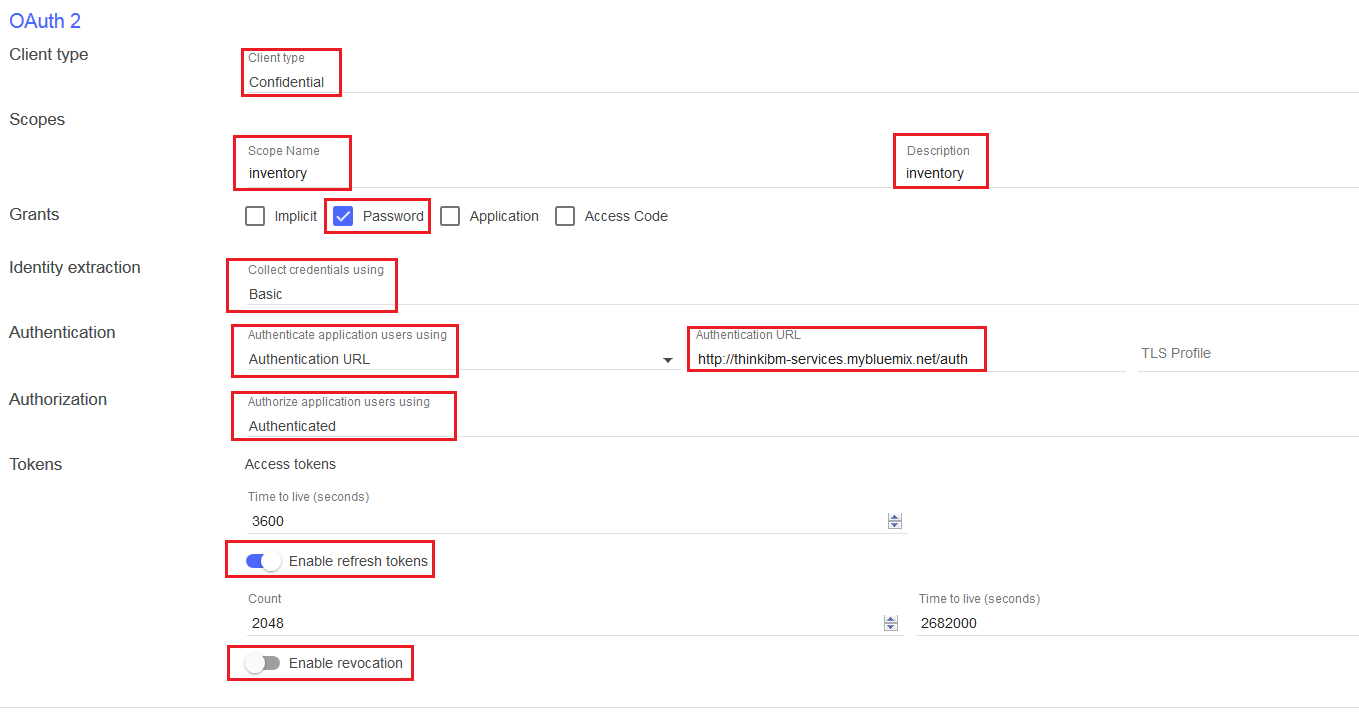 OAuth 2
Client type
Client type
Confidential
Scopes
Scope Name
Description
inventory
inventory
Grants
Implicit
Password
Application
Access Code
Identity extraction
Collect credentials using
Basic
Authentication
Authenticate application users using
Authentication URL
Authentication URL
http://thinkibm-services.mybluemix.net/auth
TLS Profile
Authorization
Authorize application users using
Authenticated
Tokens
Access tokens
Time to live (seconds)
3600
Enable refresh tokens
Count
Time to live (seconds)
2048
2682000
Enable revocation